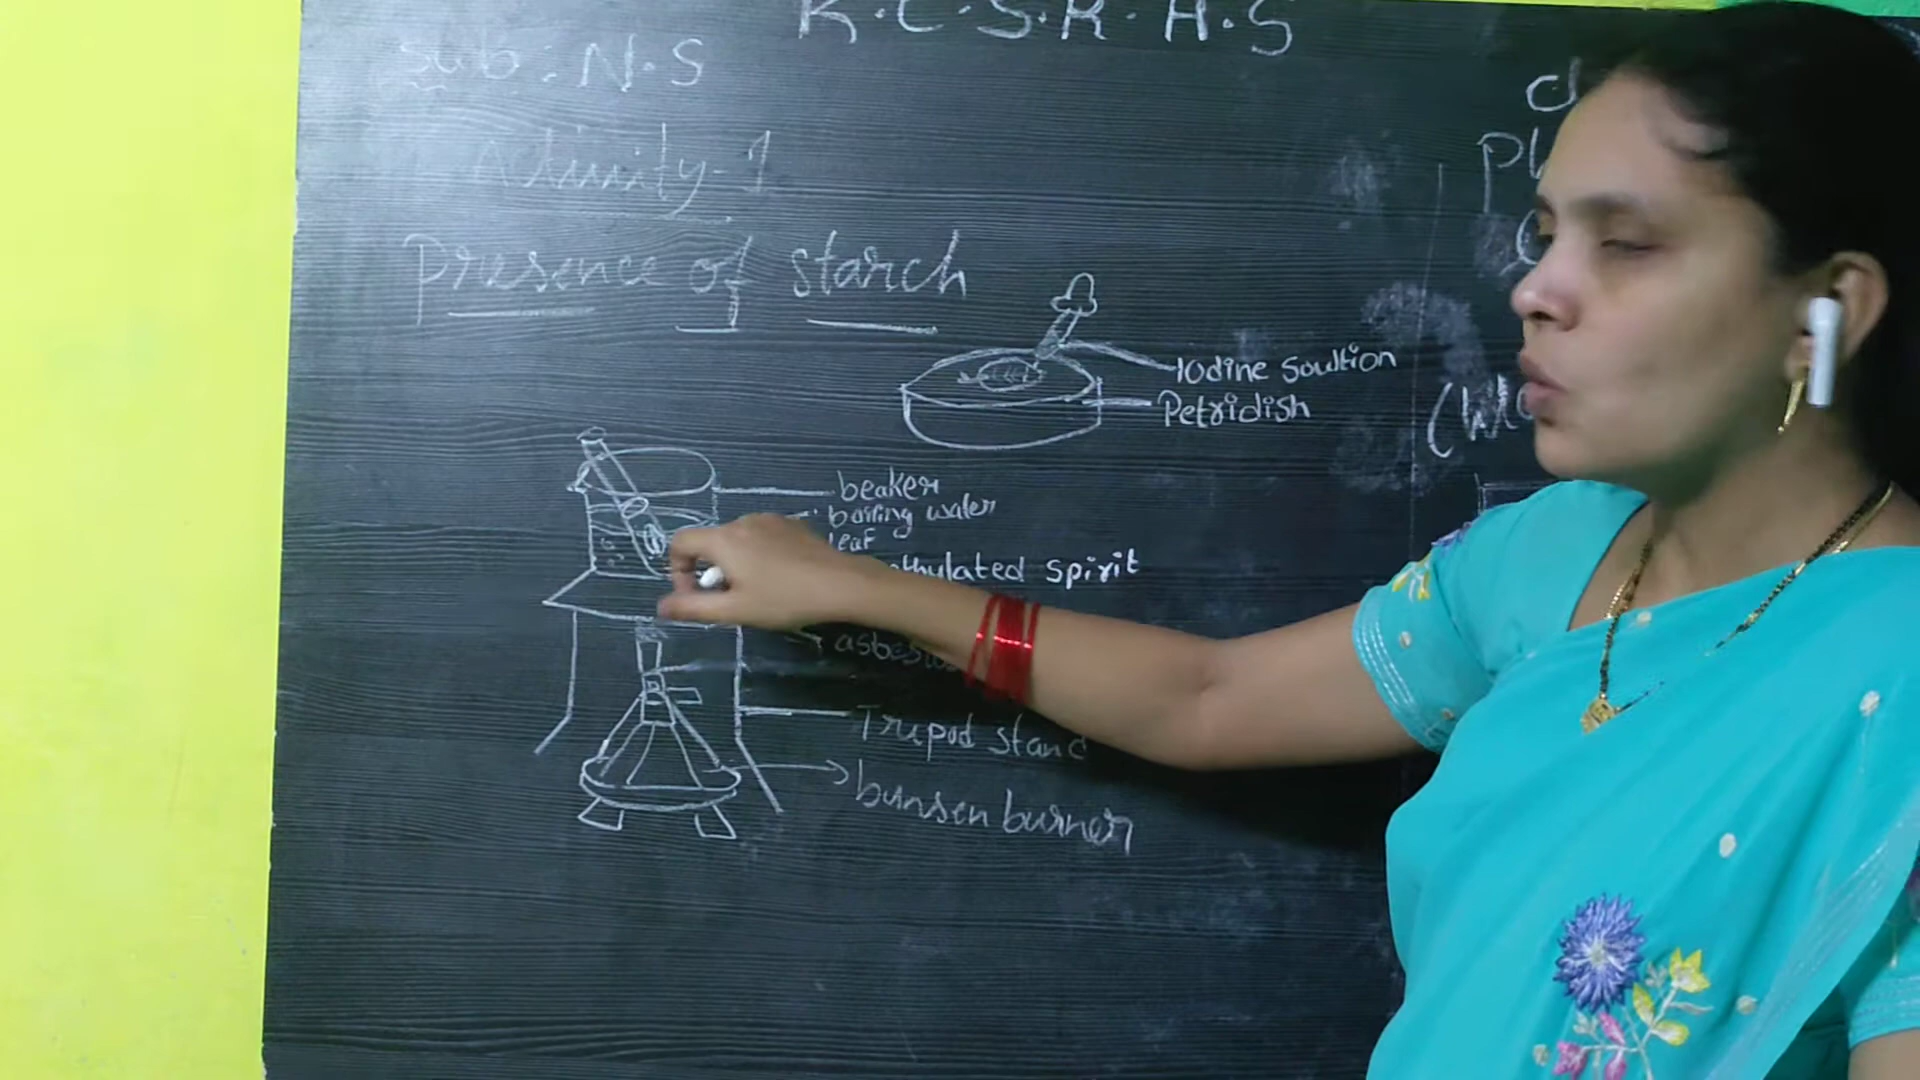 K.C.S.R.H.S
Sub: N.S
Activity-1
Presence of starch
Iodine Soultion
Petridish
beaker
boiling water
leaf
Spirit
Tripod stand
bunsen burner